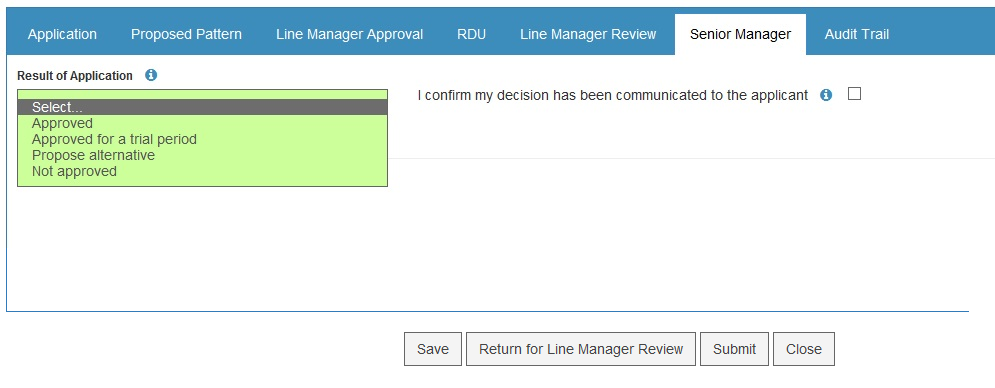 Application Proposed Pattern Line Manager Approval RDU Line Manager Review Senior Manager Audit Trail
Result of Application
I confirm my decision has been communicated to the applicant
Select...
Approved
Approved for a trial period
Propose alternative
Not approved
Save Return for Line Manager Review Submit Close